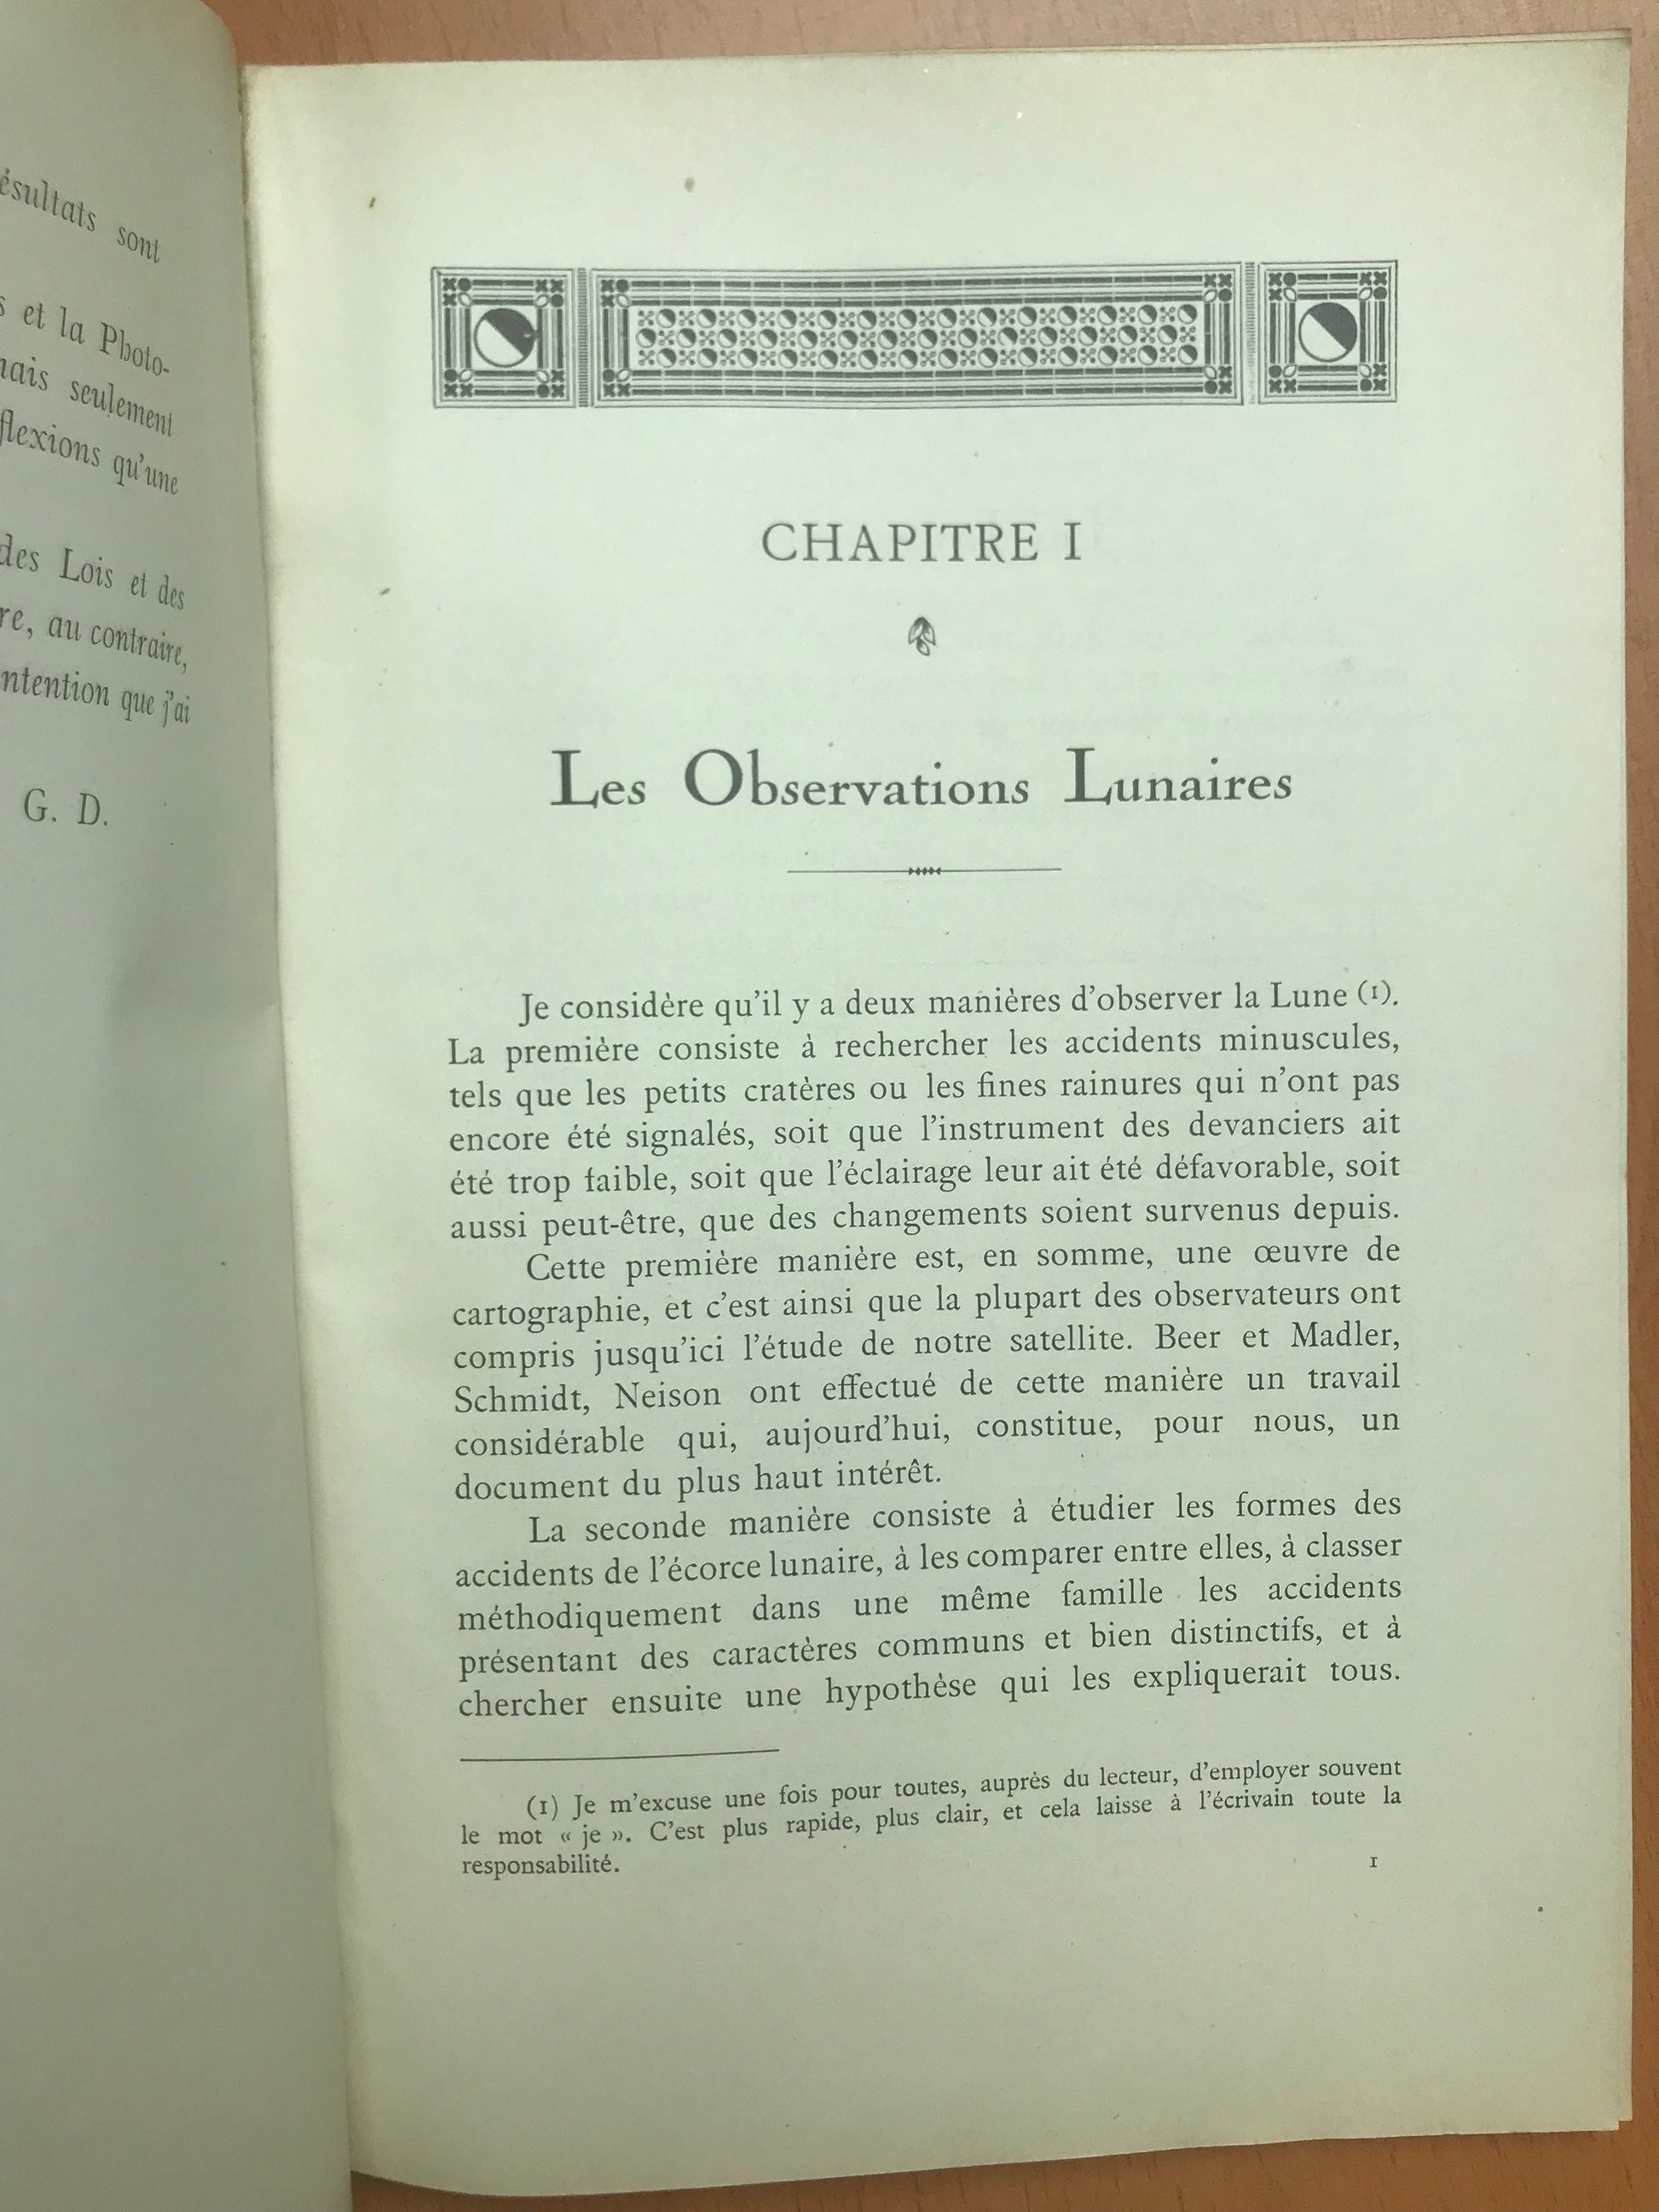 ésultats sont
et la Photo-
seulement
qu'une
des Lois et des
au contraire,
que j'ai
G. D.
CHAPITRE I
Les Observations Lunaires
Je considère qu'il y a deux manières d'observer la Lune (1).
La première consiste à rechercher les accidents minuscules,
tels que les petits cratères ou les fines rainures qui n'ont pas
encore été signalés, soit que l'instrument des devanciers ait
été trop faible, soit que l'éclairage leur ait été défavorable, soit
aussi peut-être, que des changements soient survenus depuis.
Cette première manière est, en somme, une œuvre de
cartographie, et c'est ainsi que la plupart des observateurs ont
compris jusqu'ici l'étude de notre satellite. Beer et Madler,
Schmidt, Neison ont effectué de cette manière un travail
considérable qui, aujourd'hui, constitue, pour nous, un
document du plus haut intérêt.
La seconde manière consiste à étudier les formes des
accidents de l'écorce lunaire, à les comparer entre elles, à classer
méthodiquement dans une même famille les accidents
présentant des caractères communs et bien distinctifs, et à
chercher ensuite une hypothèse qui les expliquerait tous.
(1) Je m'excuse une fois pour toutes, auprès du lecteur, d'employer souvent
le mot « je ». C'est plus rapide, plus clair, et cela laisse à l'écrivain toute la
responsabilité.
1